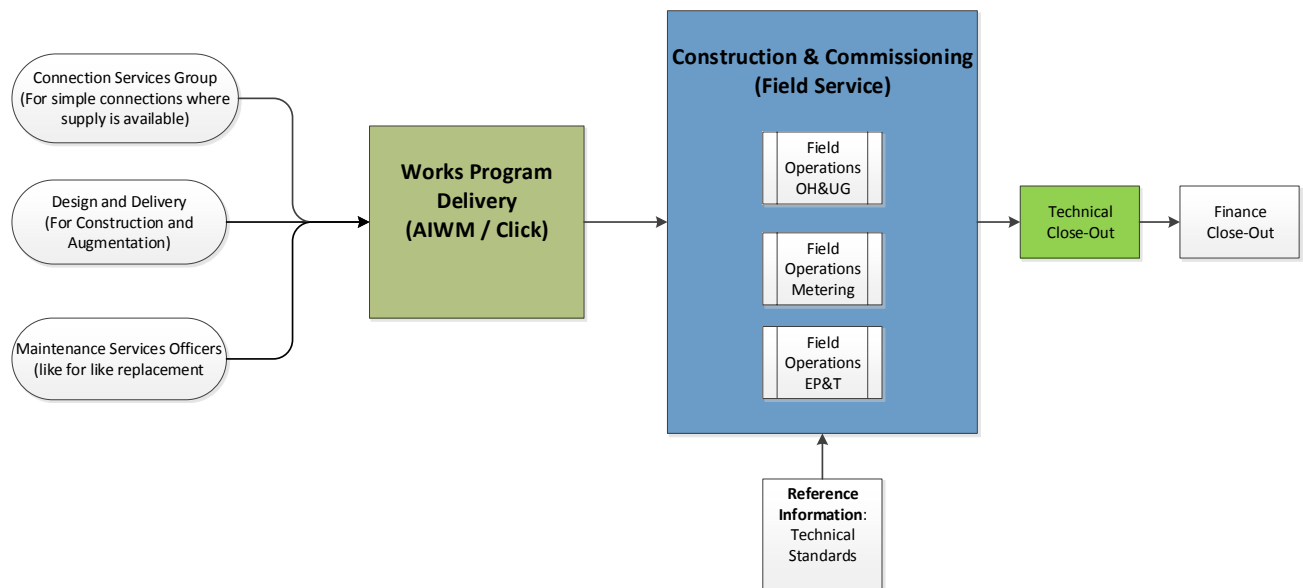 Connection Services Group
(For simple connections where
supply is available)
Design and Delivery
(For Construction and
Augmentation)
Maintenance Services Officers
(like for like replacement
Works Program
Delivery
(AIWM / Click)
Construction & Commissioning
(Field Service)
Field
Operations
OH&UG
Field
Operations
Metering
Field
Operations
EP&T
Reference
Information:
Technical
Standards
Technical
Close-Out
Finance
Close-Out